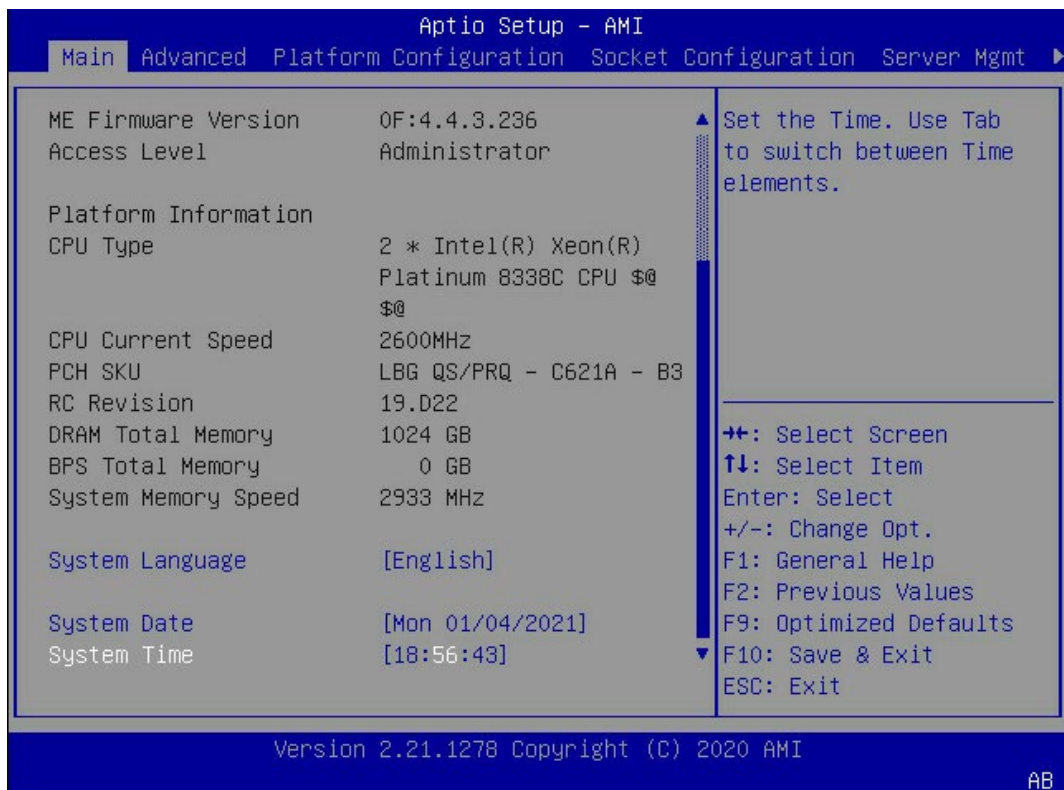 Aptio Setup – AMI
Main Advanced Platform Configuration Socket Configuration Server Mgmt ►
ME Firmware Version 0F:4.4.3.236
Access Level Administrator
Platform Information
CPU Type 2 * Intel(R) Xeon(R)
Platinum 8338C CPU $@
$@
CPU Current Speed 2600MHz
PCH SKU LBG QS/PRQ – C621A – B3
RC Revision 19.D22
DRAM Total Memory 1024 GB
BPS Total Memory 0 GB
System Memory Speed 2933 MHz
System Language [English]
System Date [Mon 01/04/2021]
System Time [18:56:43]
▲
▼
Set the Time. Use Tab
to switch between Time
elements.
→←: Select Screen
↑↓: Select Item
Enter: Select
+/-: Change Opt.
F1: General Help
F2: Previous Values
F9: Optimized Defaults
F10: Save & Exit
ESC: Exit
Version 2.21.1278 Copyright (C) 2020 AMI
AB